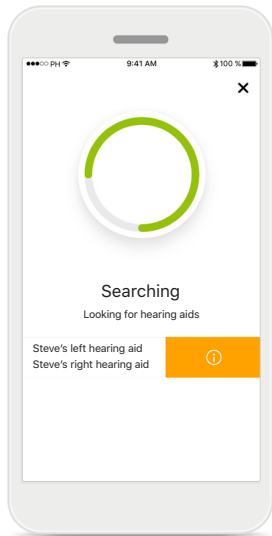 ●●●○○ PH 9:41 AM 100 %
Searching
Looking for hearing aids
Steve's left hearing aid
Steve's right hearing aid